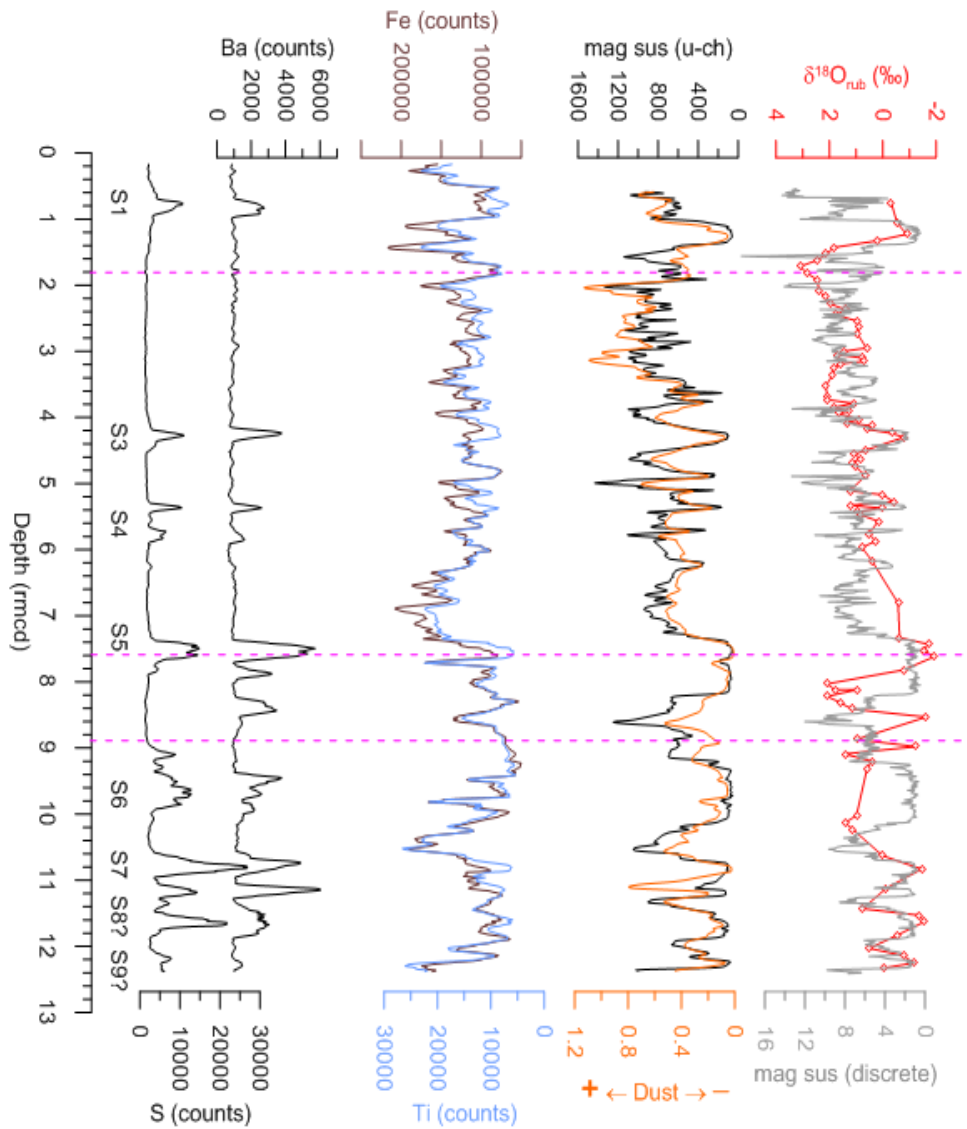 Fe (counts)
200000
100000
Ba (counts)
0
2000
4000
6000
mag sus (u-ch)
1600
1200
800
400
0
δ¹⁸Orub (‰)
4
2
0
-2
0
1
2
3
4
5
6
7
8
9
10
11
12
13
Depth (rmcd)
S1
S3
S4
S5
S6
S7
S8?
S9?
0
10000
20000
30000
S (counts)
30000
20000
10000
0
Ti (counts)
1.2
0.8
0.4
0
+ ← Dust → −
16
12
8
4
0
mag sus (discrete)